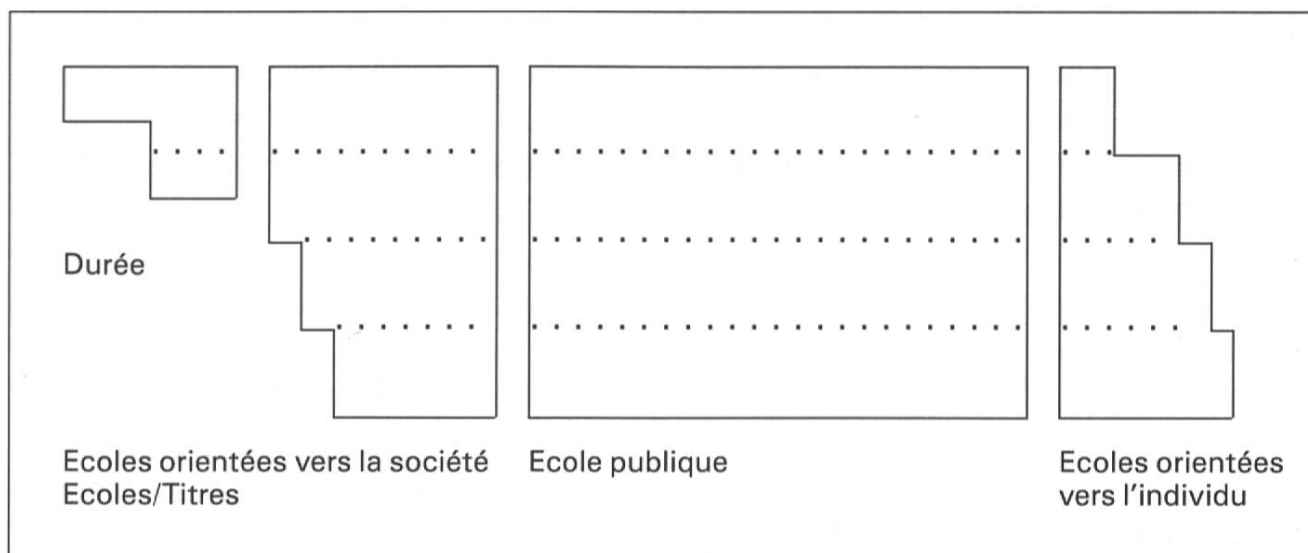 Durée
Ecoles orientées vers la société
Ecoles/Titres
Ecole publique
Ecoles orientées
vers l'individu